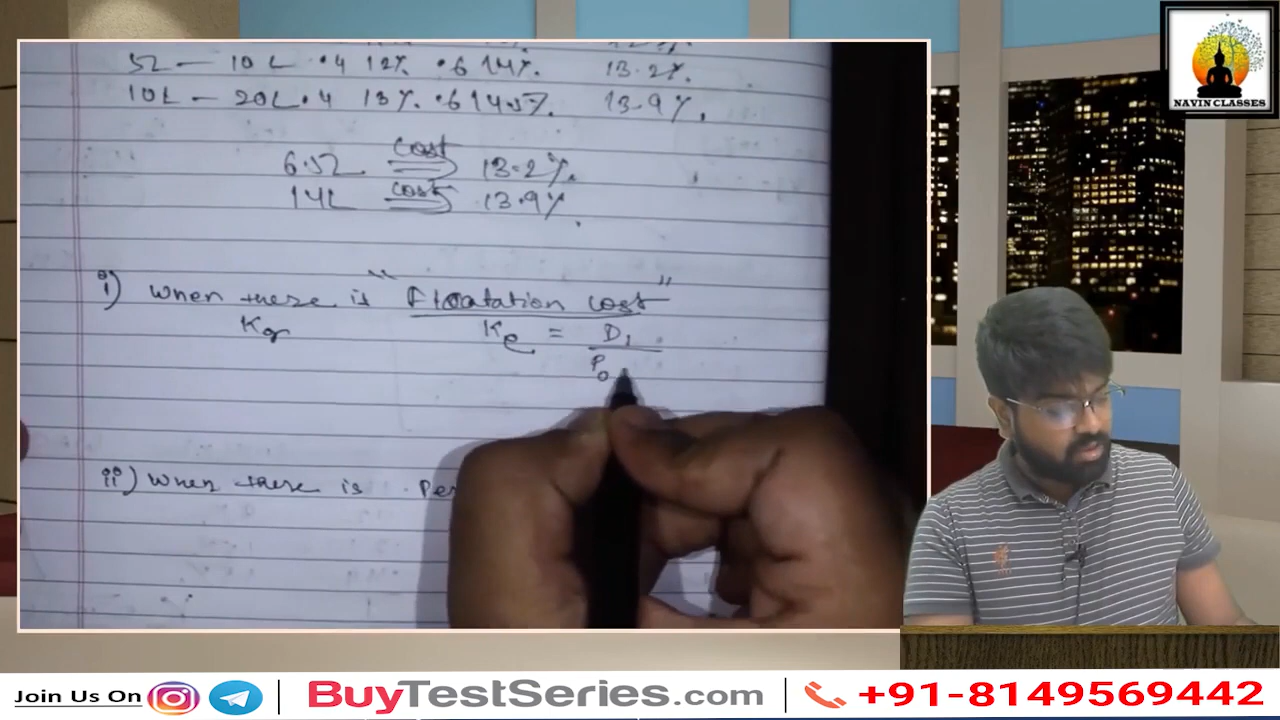 5L - 10L .4 12% .6 14% 13.2%
10L - 20L .4 13% .6 14.5% 13.9%
6.5L cost 13.2%
14L cost 13.9%
i) When there is "floatation cost"
Kr Ke = D1
P0
ii) When there is Per
NAVIN CLASSES
Join Us On BuyTestSeries.com +91-8149569442